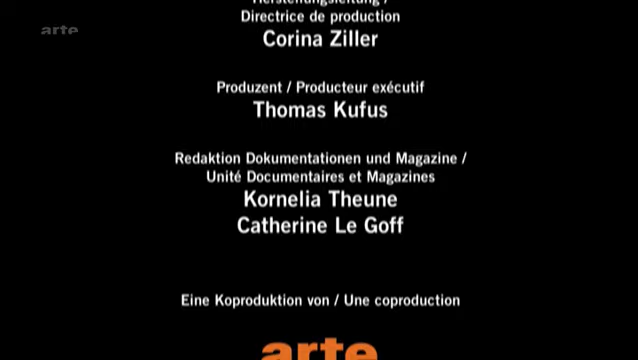 arte
Herstellungsleitung /
Directrice de production
Corina Ziller
Produzent / Producteur exécutif
Thomas Kufus
Redaktion Dokumentationen und Magazine /
Unité Documentaires et Magazines
Kornelia Theune
Catherine Le Goff
Eine Koproduktion von / Une coproduction
arte